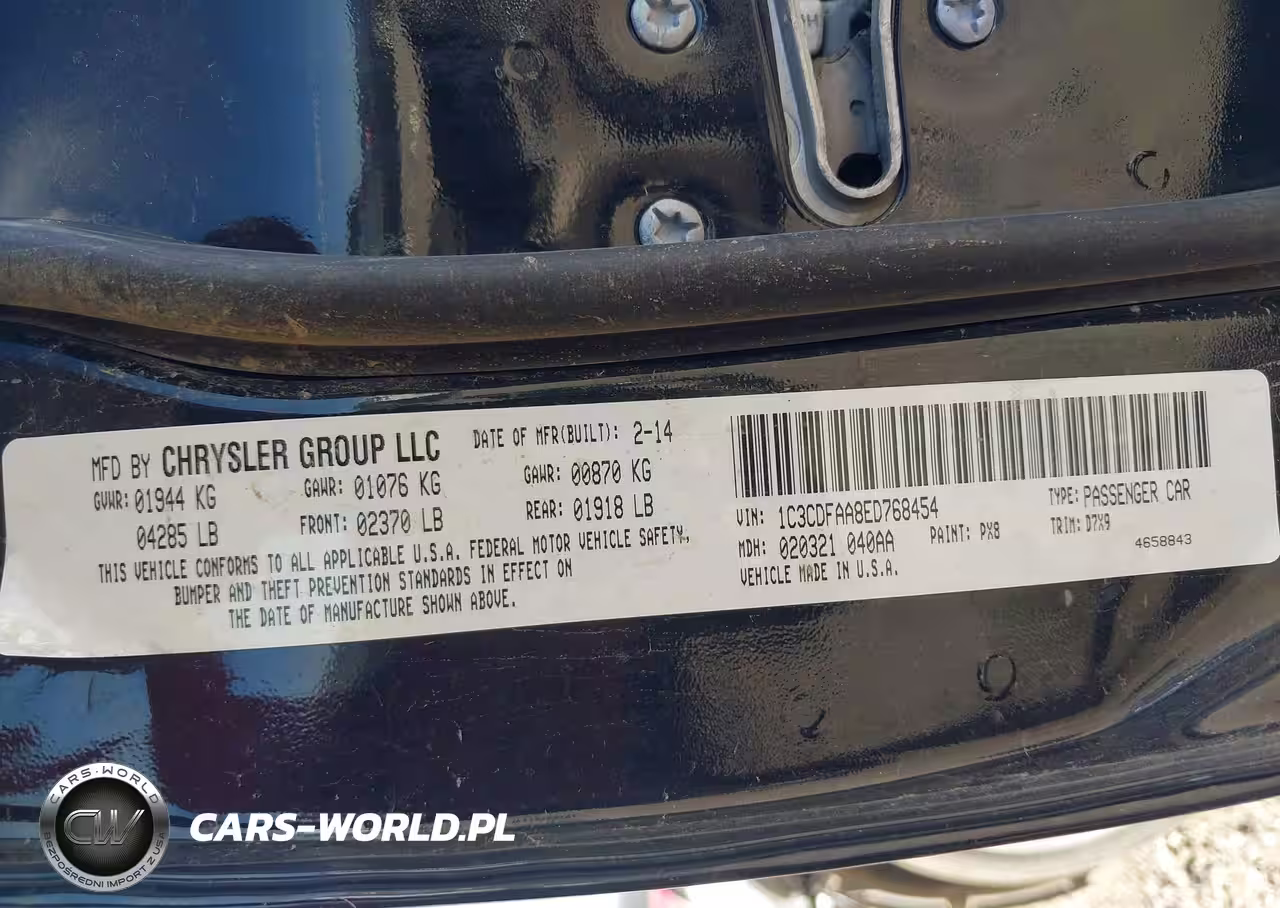 MFD BY CHRYSLER GROUP LLC DATE OF MFR(BUILT): 2-14
GVWR: 01944 KG GAWR: 01076 KG GAWR: 00870 KG
04285 LB FRONT: 02370 LB REAR: 01918 LB
THIS VEHICLE CONFORMS TO ALL APPLICABLE U.S.A. FEDERAL MOTOR VEHICLE SAFETY,
BUMPER AND THEFT PREVENTION STANDARDS IN EFFECT ON
THE DATE OF MANUFACTURE SHOWN ABOVE.
VIN: 1C3CDFAA8ED768454 TYPE: PASSENGER CAR
MDH: 020321 040AA PAINT: PX8 TRIM: D7X9
VEHICLE MADE IN U.S.A. 4658843
CARS-WORLD
CW
BEZPOŚREDNI IMPORT Z USA
CARS-WORLD.PL